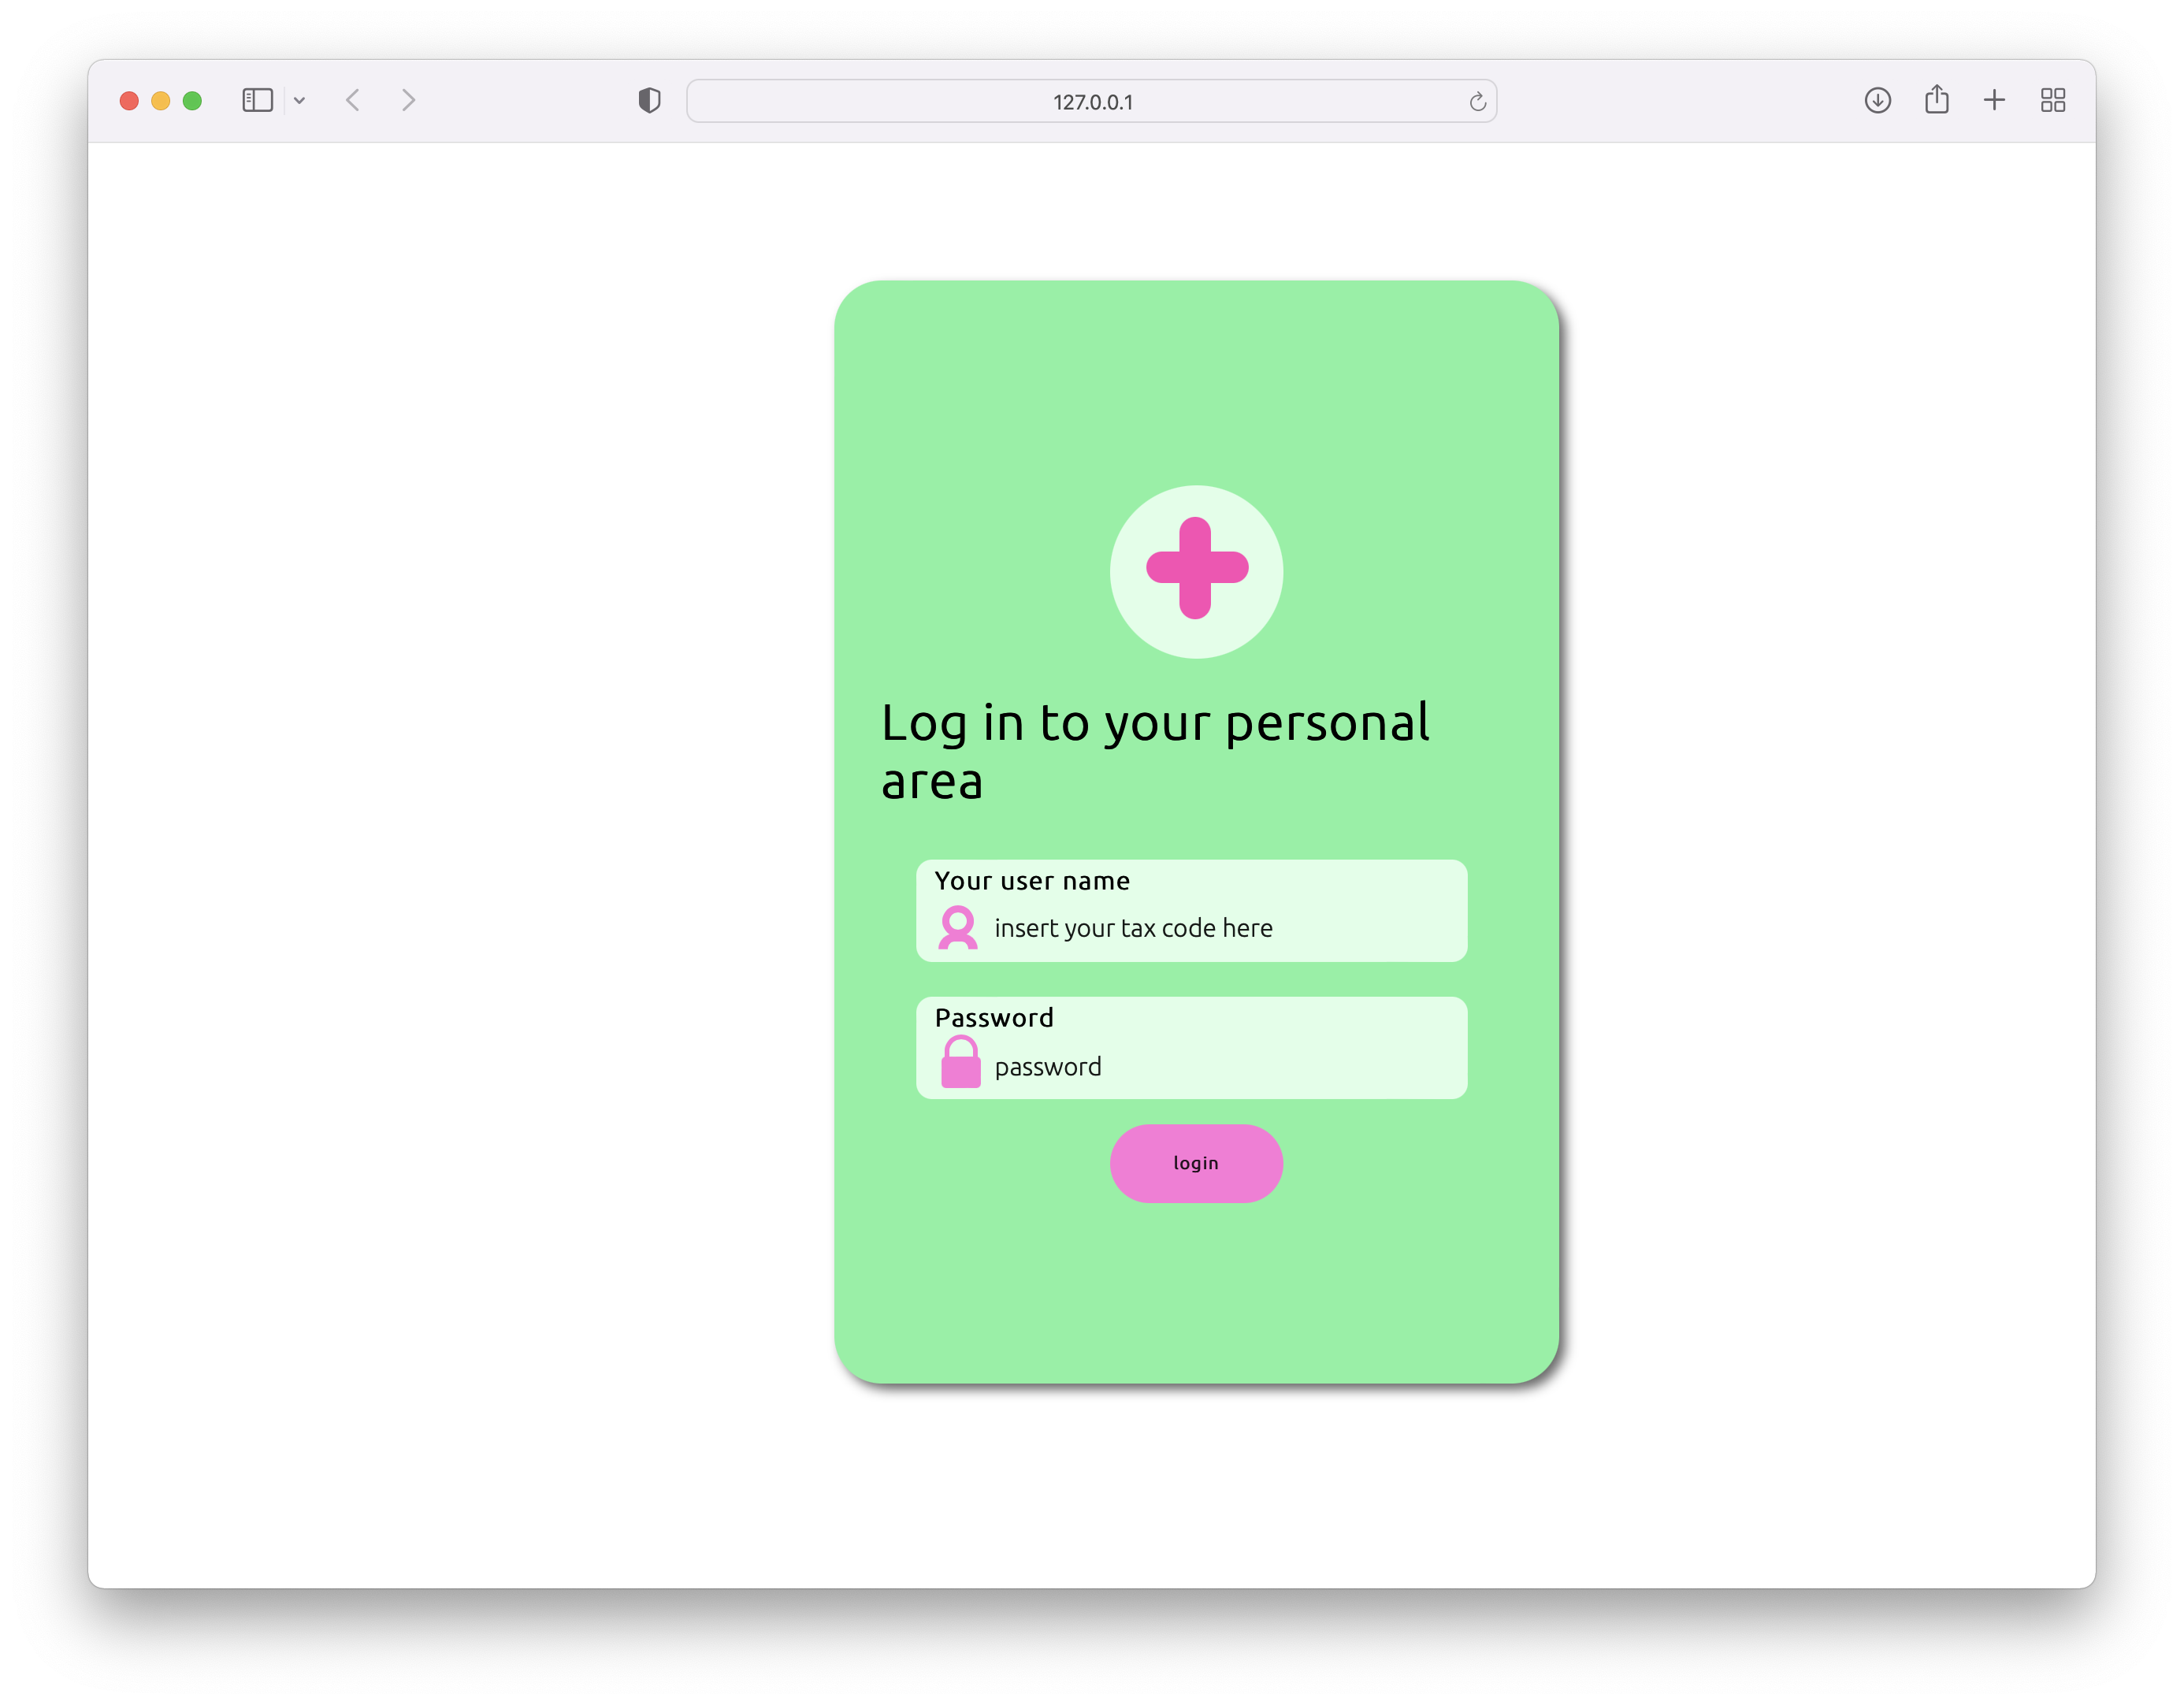 127.0.0.1
Log in to your personal
area
Your user name
insert your tax code here
Password
password
login